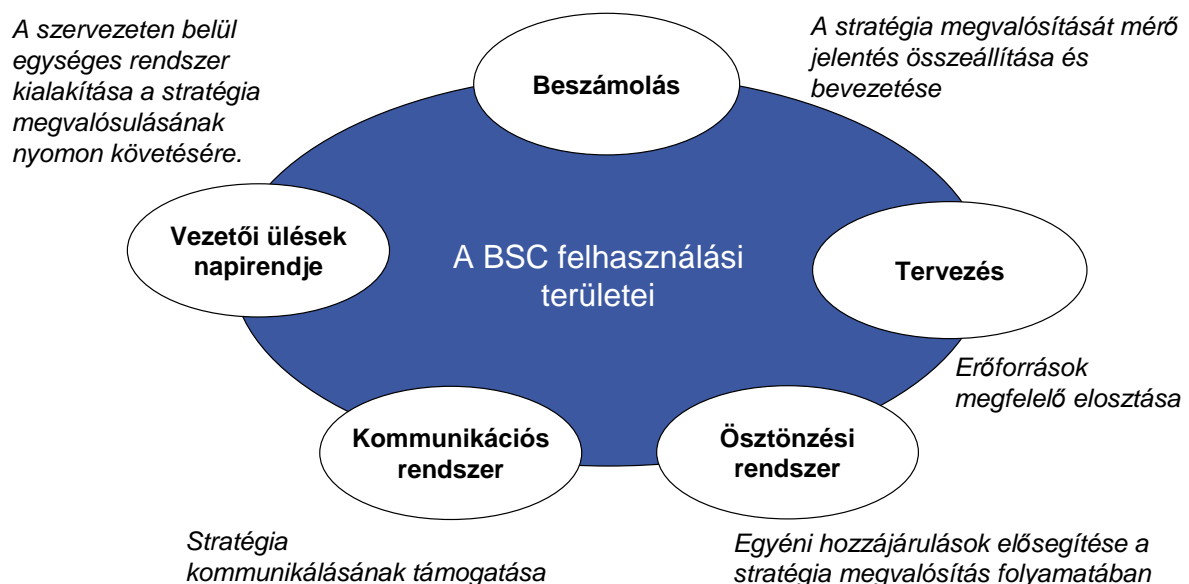 A szervezeten belül
egységes rendszer
kialakítása a stratégia
megvalósulásának
nyomon követésére.
A stratégia megvalósítását mérő
jelentés összeállítása és
bevezetése
Beszámolás
Vezetői ülések
napirendje
A BSC felhasználási
területei
Tervezés
Erőforrások
megfelelő elosztása
Kommunikációs
rendszer
Ösztönzési
rendszer
Stratégia
kommunikálásának támogatása
Egyéni hozzájárulások elősegítése a
stratégia megvalósítás folyamatában